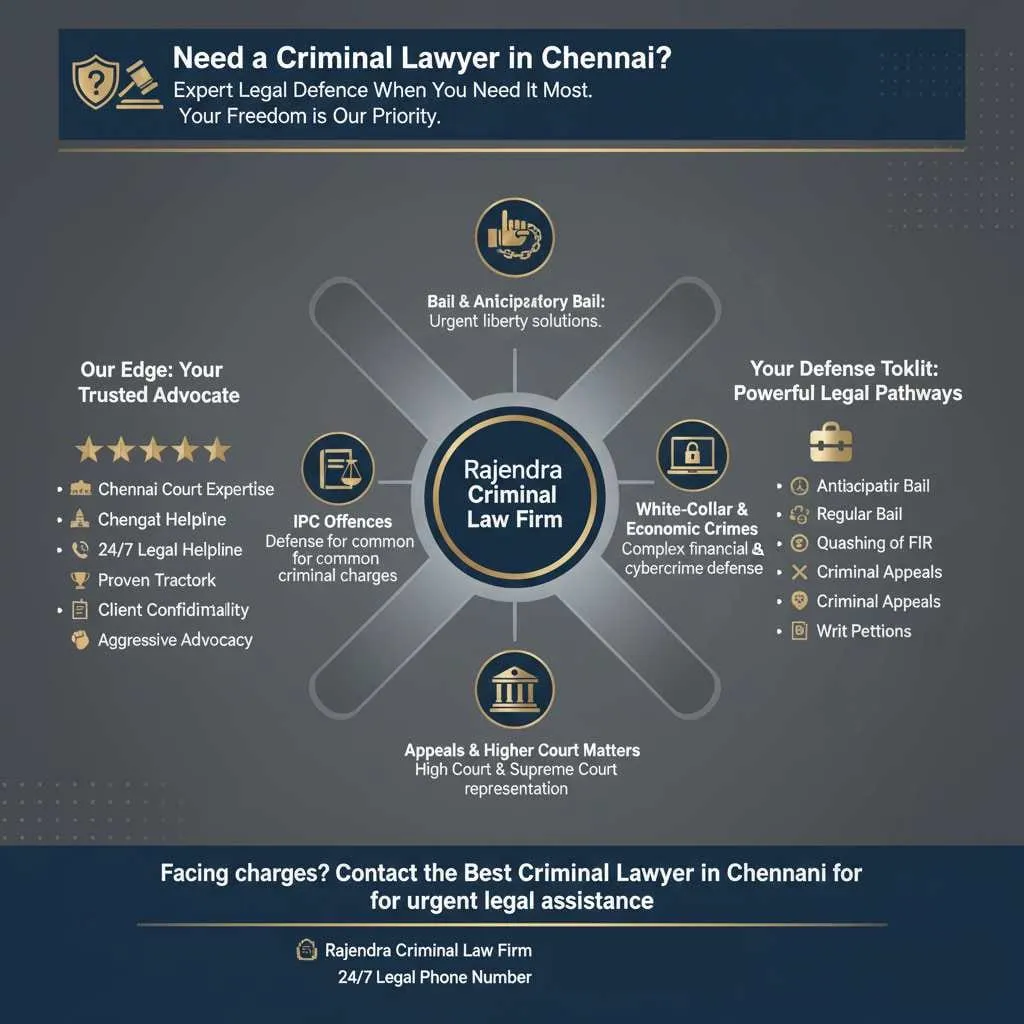 Need a Criminal Lawyer in Chennai?
Expert Legal Defence When You Need It Most.
Your Freedom is Our Priority.
Bail & Anticipatory Bail:
Urgent liberty solutions.
Our Edge: Your
Trusted Advocate
Chennai Court Expertise
Chengat Helpline
24/7 Legal Helpline
Proven Tractork
Client Confidimality
Aggressive Advocacy
IPC Offences
Defense for common
for common
criminal charges
Rajendra
Criminal
Law Firm
White-Collar &
Economic Crimes
Complex financial &
cybercrime defense
Your Defense Toklit:
Powerful Legal Pathways
Antiɔipatir Bail
Regular Bail
Quashing of FIR
Criminal Appeals
Criminal Appeals
Writ Pettions
Appeals & Higher Court Matters
High Court & Supreme Court
representation
Facing charges? Contact the Best Criminal Lawyer in Chennani for
for urgent legal assistance
Rajendra Criminal Law Firm
24/7 Legal Phone Number